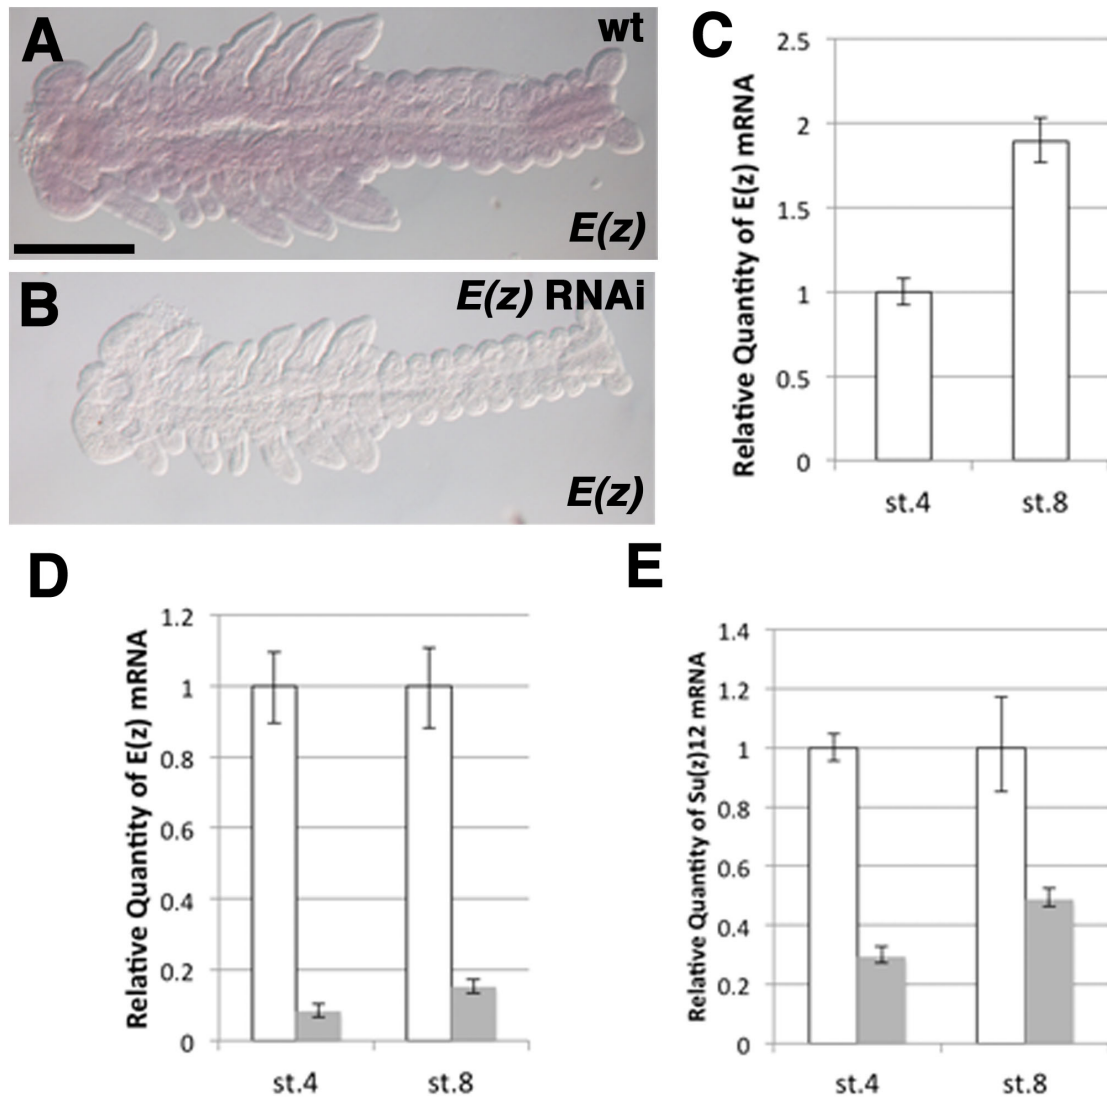 A
wt
E(z)
B
E(z) RNAi
E(z)
C
Relative Quantity of E(z) mRNA
2.5
2
1.5
1
0.5
0
st.4 st.8
D
Relative Quantity of E(z) mRNA
1.2
1
0.8
0.6
0.4
0.2
0
st.4 st.8
E
Relative Quantity of Su(z)12 mRNA
1.4
1.2
1
0.8
0.6
0.4
0.2
0
st.4 st.8